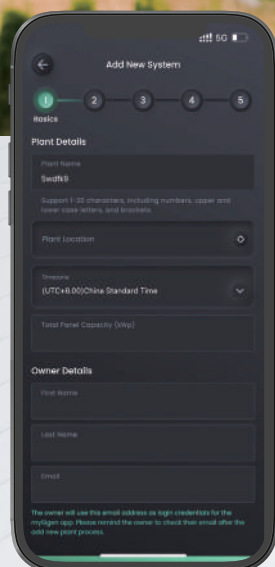 5G
Add New System
1 2 3 4 5
Basics
Plant Details
Plant Name
5wdfk9
Support 1-20 characters, including numbers, upper and
lower case letters, and brackets
Plant Location
Timezone
(UTC+8:00)China Standard Time
Total Panel Capacity (kWp)
Owner Details
First Name
Last Name
Email
The owner will use this email address as login credentials for the
mySigen app. Please remind the owner to check their email after the
add new plant process.